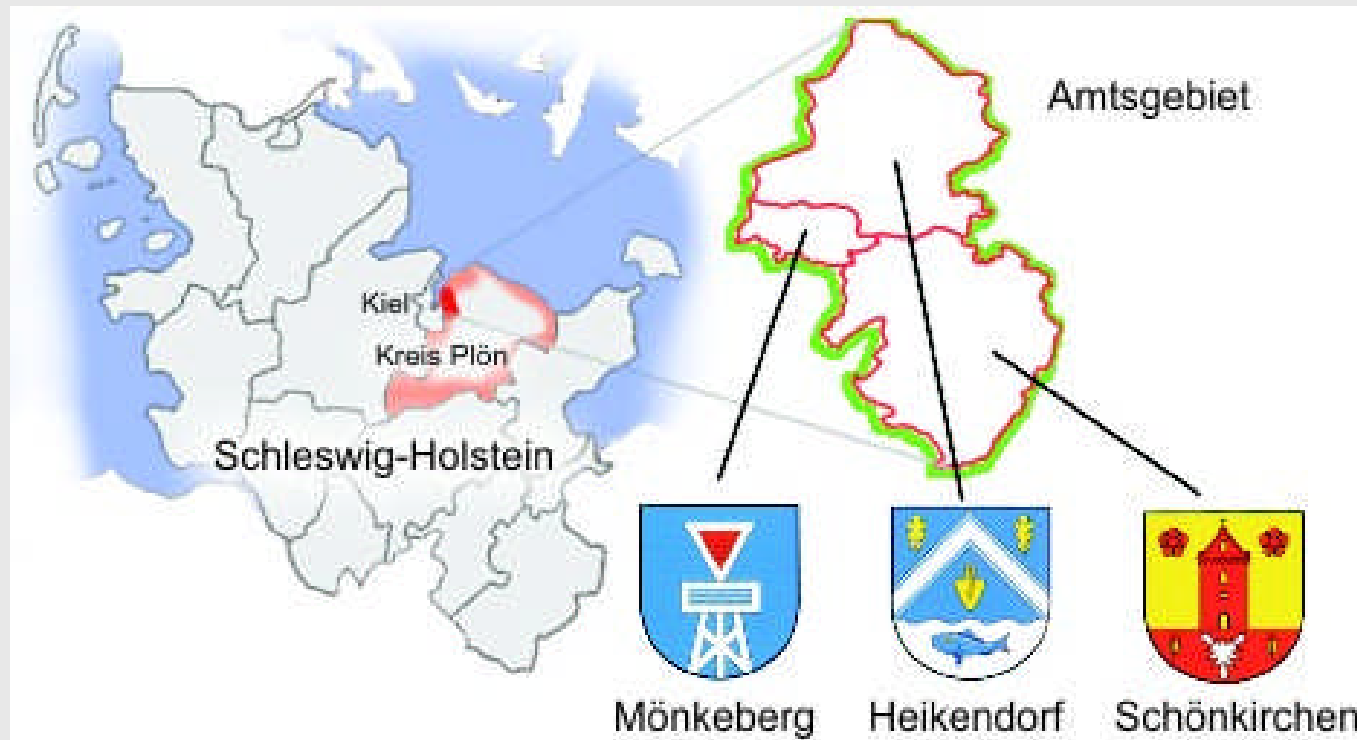 Amtsgebiet
Kiel
Kreis Plön
Schleswig-Holstein
Mönkeberg
Heikendorf
Schönkirchen